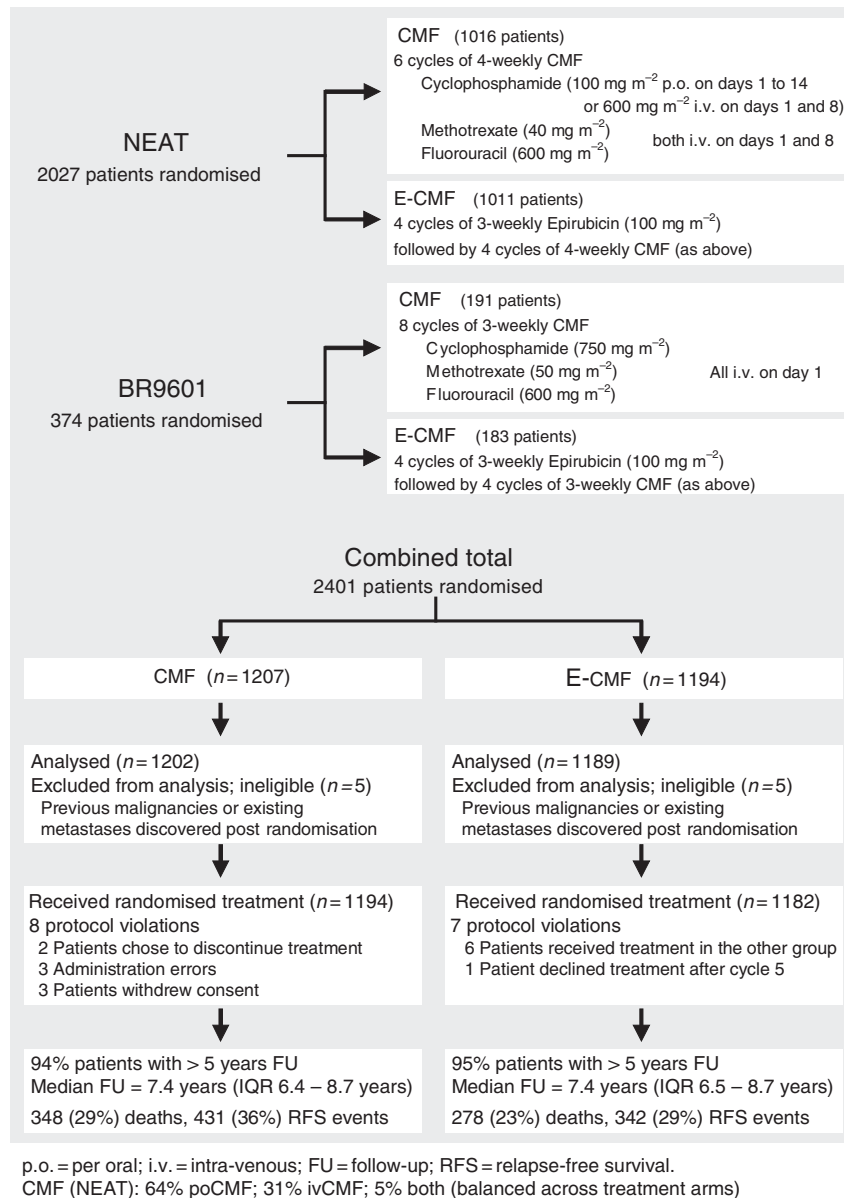 CMF (1016 patients)
6 cycles of 4-weekly CMF
Cyclophosphamide (100 mg m−2 p.o. on days 1 to 14
or 600 mg m−2 i.v. on days 1 and 8)
Methotrexate (40 mg m−2)
Fluorouracil (600 mg m−2)
both i.v. on days 1 and 8
NEAT
2027 patients randomised
E-CMF (1011 patients)
4 cycles of 3-weekly Epirubicin (100 mg m−2)
followed by 4 cycles of 4-weekly CMF (as above)
CMF (191 patients)
8 cycles of 3-weekly CMF
Cyclophosphamide (750 mg m−2)
Methotrexate (50 mg m−2)
Fluorouracil (600 mg m−2)
All i.v. on day 1
BR9601
374 patients randomised
E-CMF (183 patients)
4 cycles of 3-weekly Epirubicin (100 mg m−2)
followed by 4 cycles of 3-weekly CMF (as above)
Combined total
2401 patients randomised
CMF (n=1207)
E-CMF (n=1194)
Analysed (n=1202)
Excluded from analysis; ineligible (n=5)
Previous malignancies or existing
metastases discovered post randomisation
Analysed (n=1189)
Excluded from analysis; ineligible (n=5)
Previous malignancies or existing
metastases discovered post randomisation
Received randomised treatment (n=1194)
8 protocol violations
2 Patients chose to discontinue treatment
3 Administration errors
3 Patients withdrew consent
Received randomised treatment (n=1182)
7 protocol violations
6 Patients received treatment in the other group
1 Patient declined treatment after cycle 5
94% patients with > 5 years FU
Median FU = 7.4 years (IQR 6.4 – 8.7 years)
348 (29%) deaths, 431 (36%) RFS events
95% patients with > 5 years FU
Median FU = 7.4 years (IQR 6.5 – 8.7 years)
278 (23%) deaths, 342 (29%) RFS events
p.o. = per oral; i.v. = intra-venous; FU = follow-up; RFS = relapse-free survival.
CMF (NEAT): 64% poCMF; 31% ivCMF; 5% both (balanced across treatment arms)